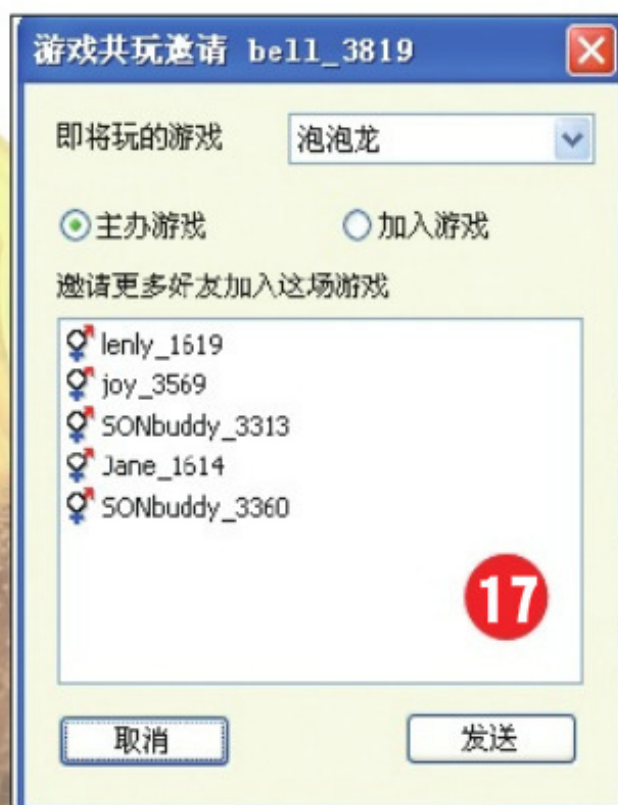 游戏共玩邀请 bell_3819
即将玩的游戏 泡泡龙
主办游戏 加入游戏
邀请更多好友加入这场游戏
lenly_1619
joy_3569
SONbuddy_3313
Jane_1614
SONbuddy_3360
17
取消 发送